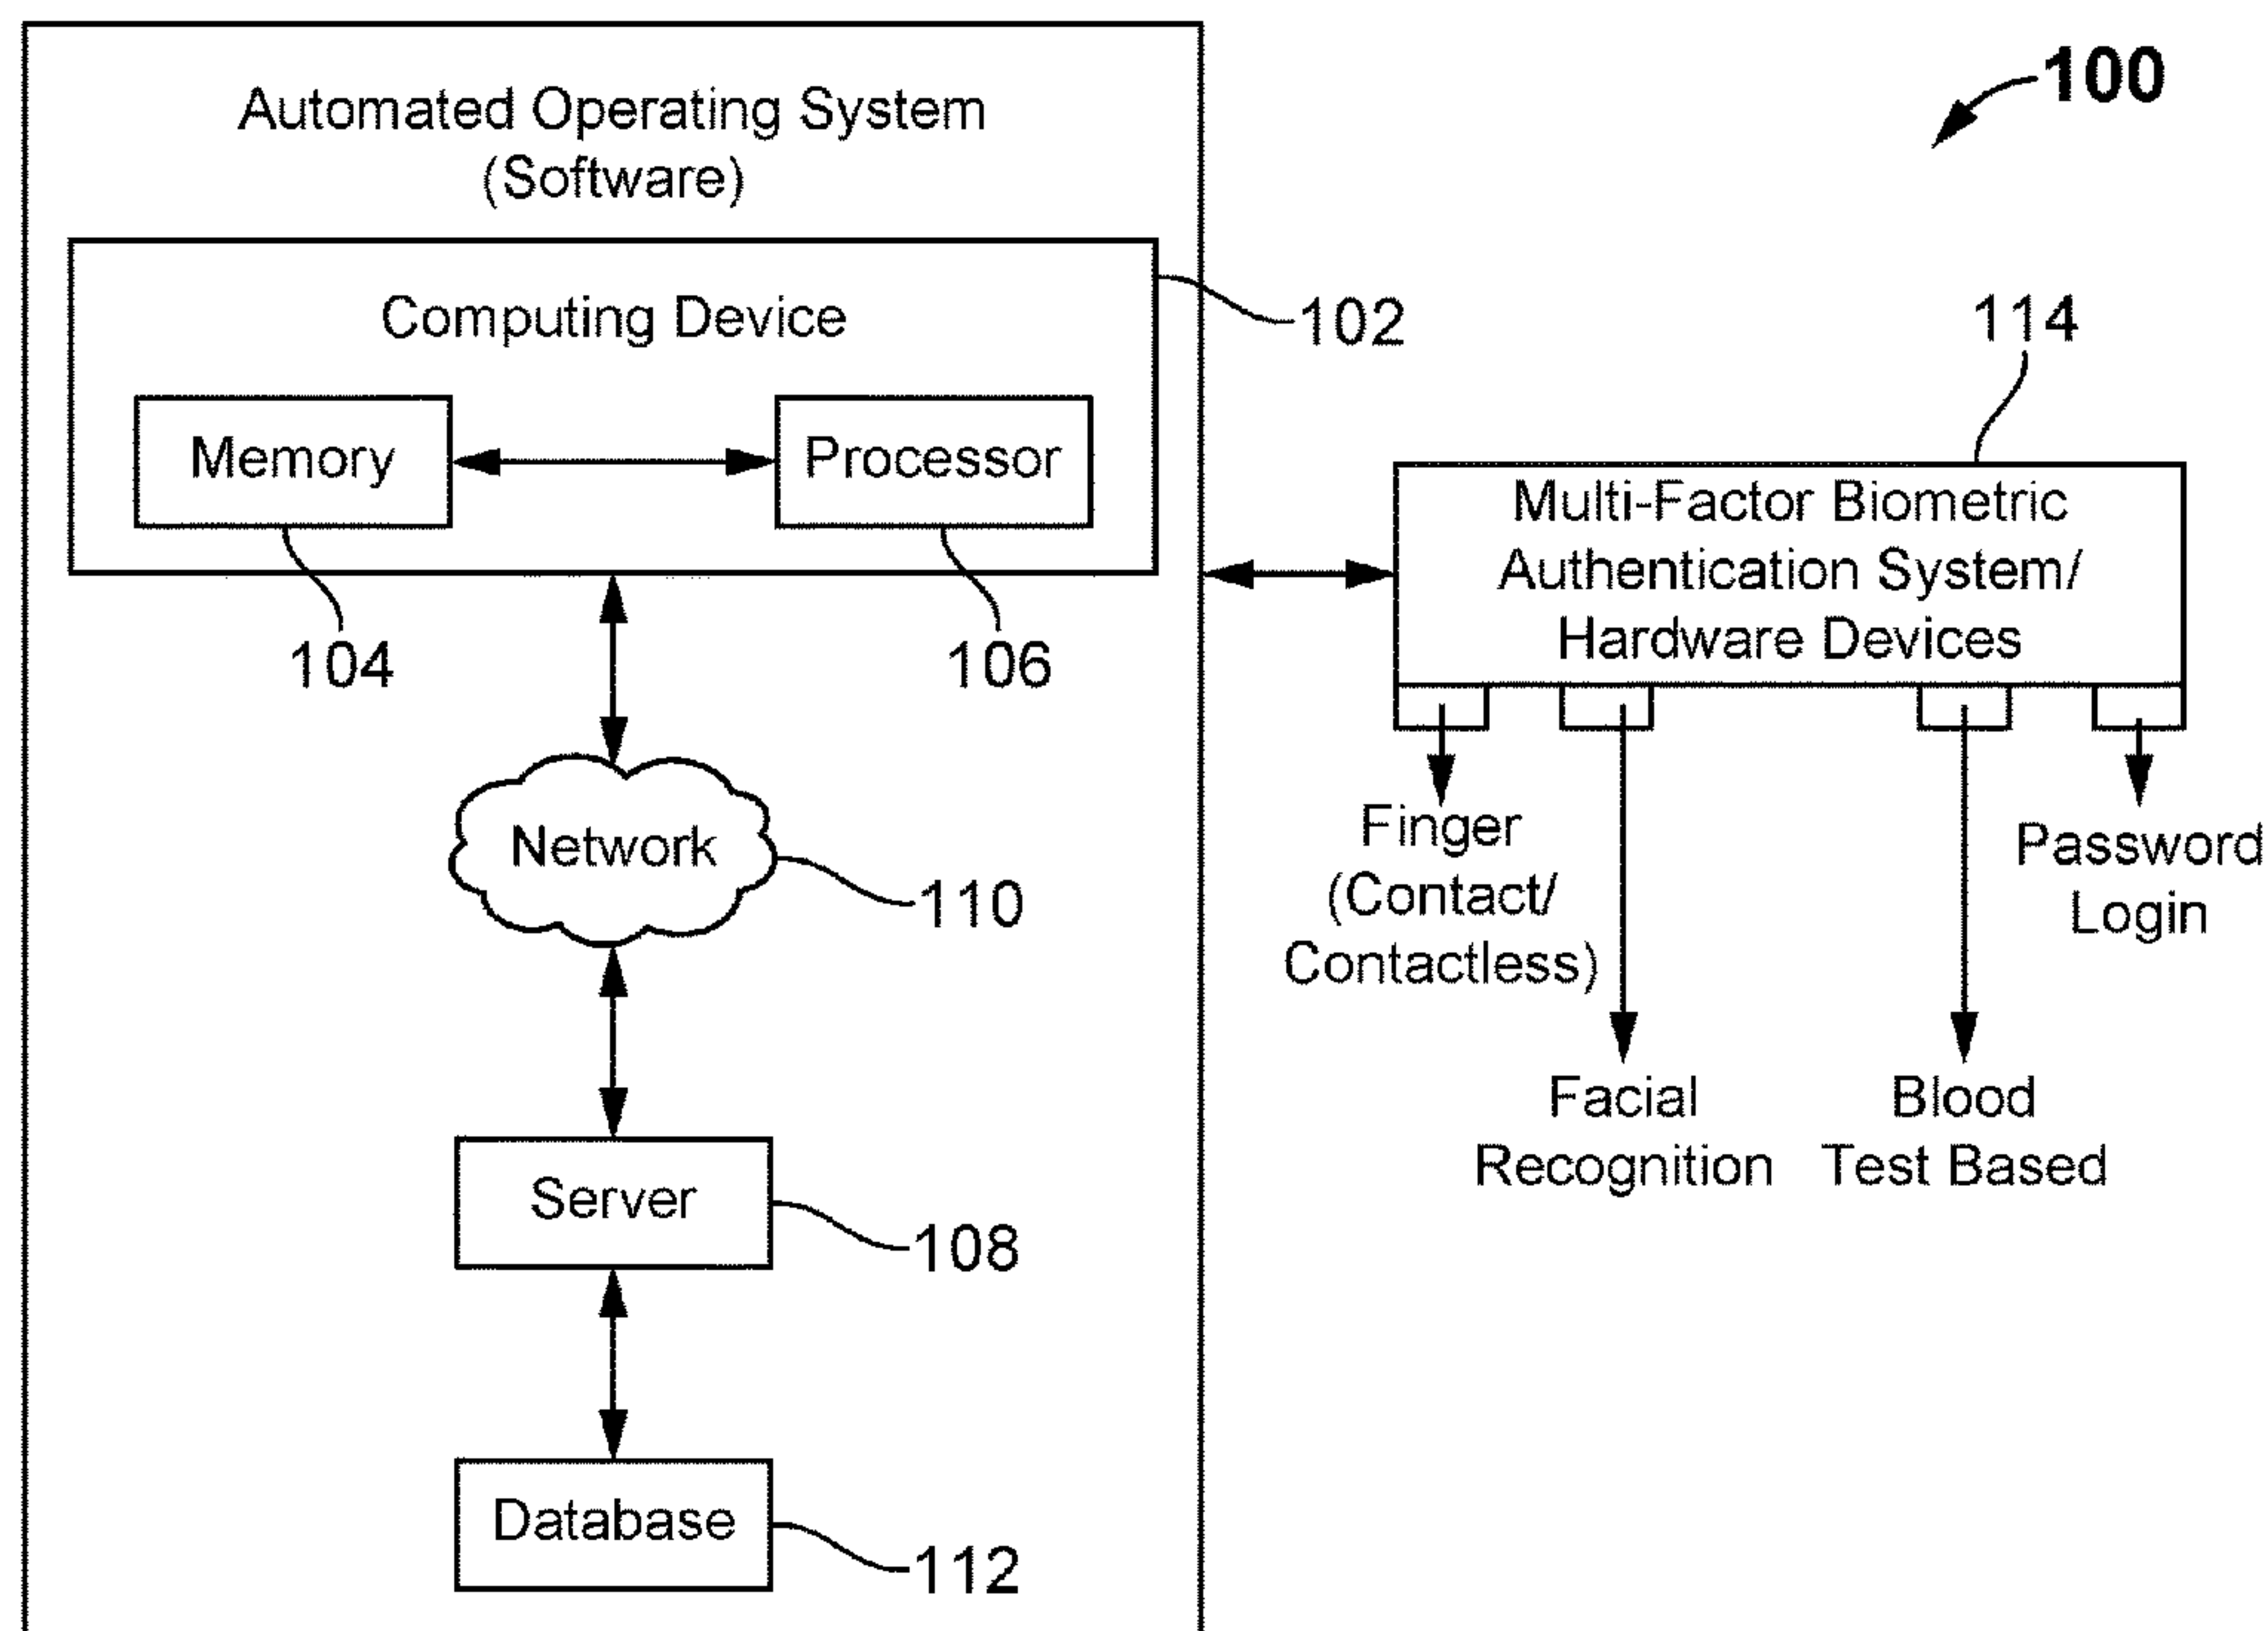 100
Automated Operating System
(Software)
Computing Device
102
Memory
Processor
104
106
Network
110
Server
108
Database
112
114
Multi-Factor Biometric
Authentication System/
Hardware Devices
Finger
(Contact/
Contactless)
Facial
Recognition
Blood
Test Based
Password
Login